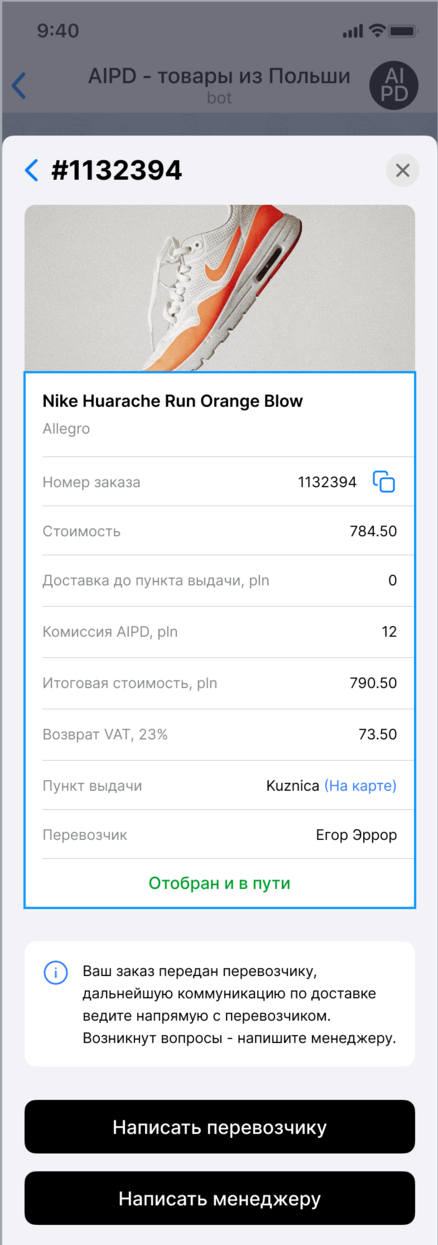 9:40
AIPD - товары из Польши
bot
AI
PD
#1132394
Nike Huarache Run Orange Blow
Allegro
Номер заказа 1132394
Стоимость 784.50
Доставка до пункта выдачи, pln 0
Комиссия AIPD, pln 12
Итоговая стоимость, pln 790.50
Возврат VAT, 23% 73.50
Пункт выдачи Kuznica (На карте)
Перевозчик Егор Эррор
Отобран и в пути
Ваш заказ передан перевозчику,
дальнейшую коммуникацию по доставке
ведите напрямую с перевозчиком.
Возникнут вопросы - напишите менеджеру.
Написать перевозчику
Написать менеджеру